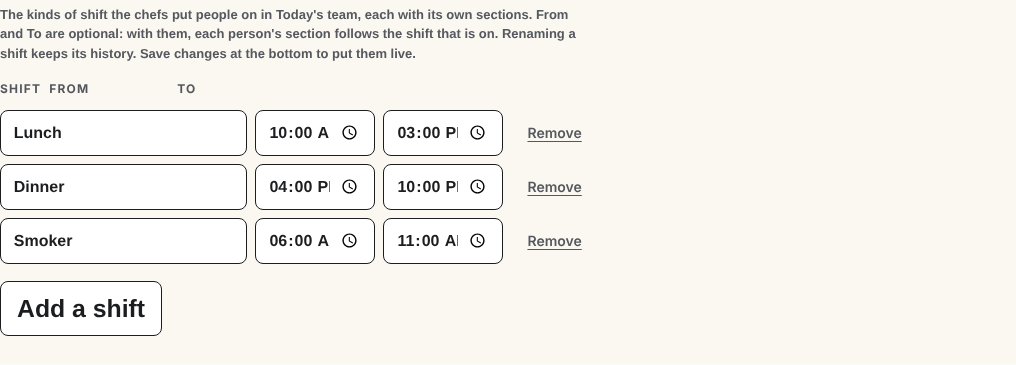 The kinds of shift the chefs put people on in Today's team, each with its own sections. From
and To are optional: with them, each person's section follows the shift that is on. Renaming a
shift keeps its history. Save changes at the bottom to put them live.
SHIFT FROM TO
Lunch 10:00 A 03:00 P Remove
Dinner 04:00 P 10:00 P Remove
Smoker 06:00 A 11:00 A Remove
Add a shift